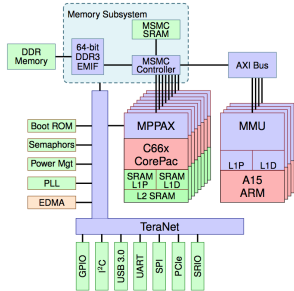 Memory Subsystem
MSMC
SRAM
DDR
Memory
64-bit
DDR3
EMIF
MSMC
Controller
AXI Bus
Boot ROM
Semaphors
Power Mgt
PLL
EDMA
MPPAX
C66x
CorePac
SRAM SRAM
L1P L1D
L2 SRAM
MMU
L1P L1D
A15
ARM
TeraNet
GPIO
I²C
USB 3.0
UART
SPI
PCIe
SRIO